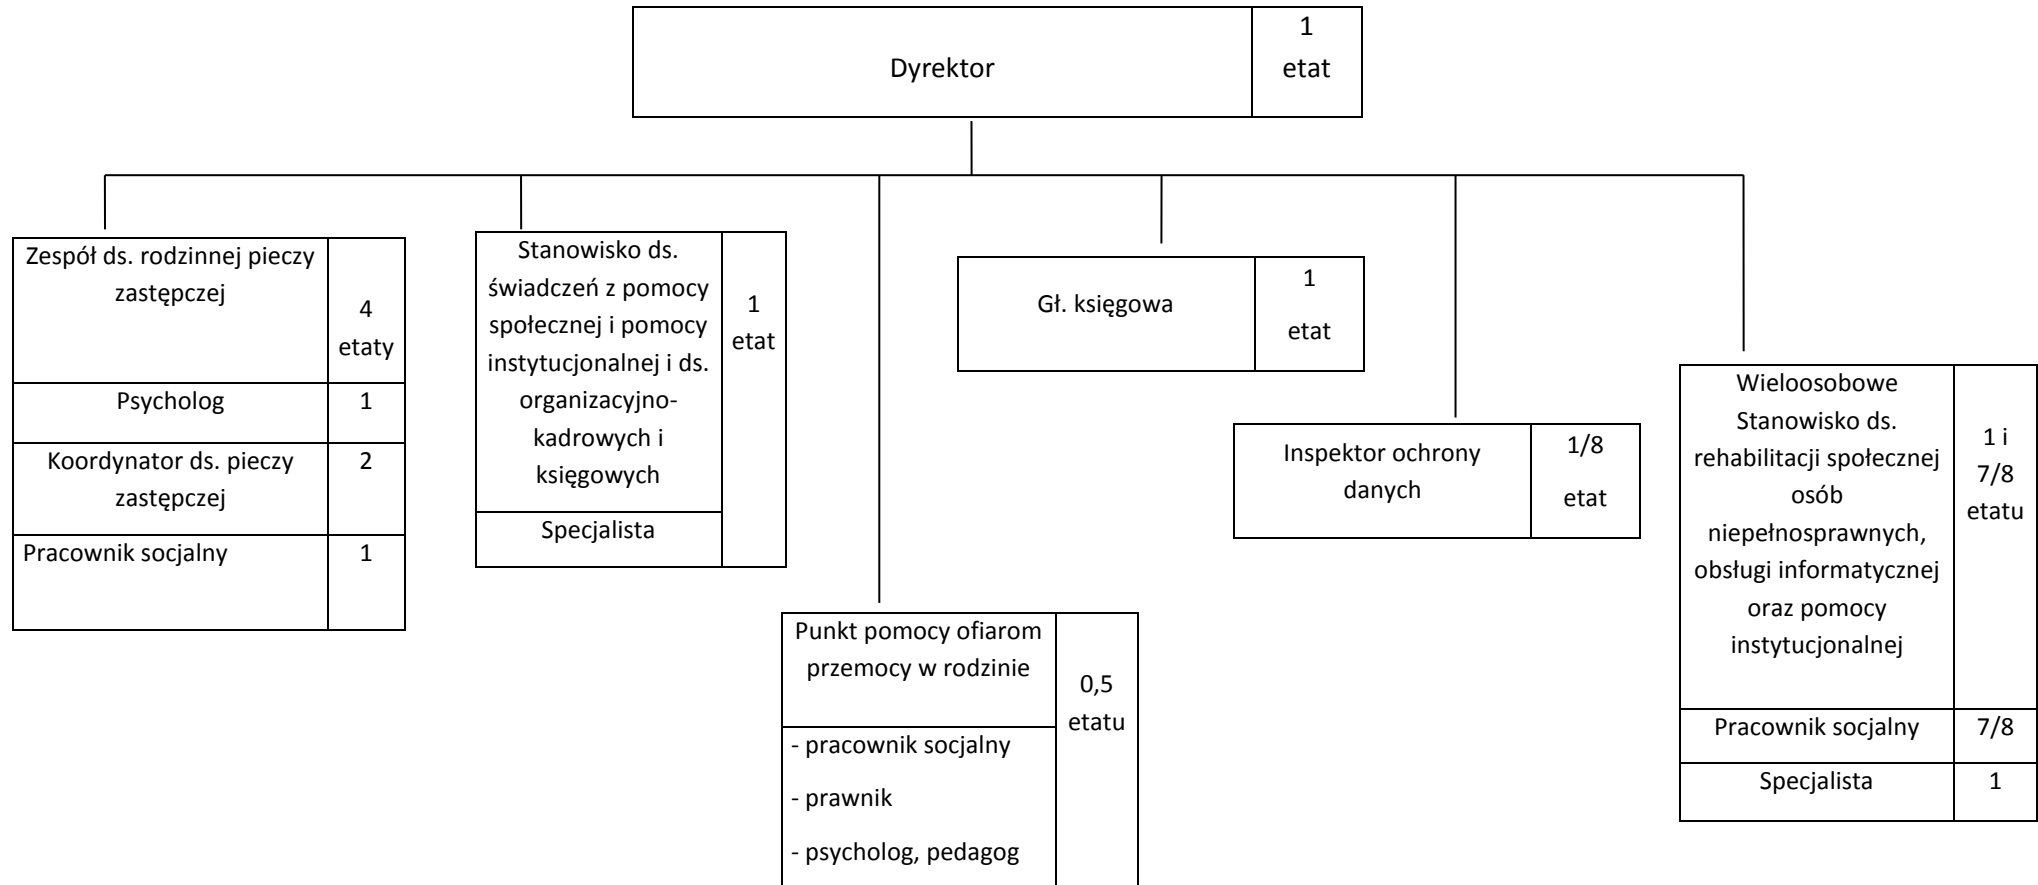 Dyrektor
1
etat
Zespół ds. rodzinnej pieczy
zastępczej
4
etaty
Psycholog
1
Koordynator ds. pieczy
zastępczej
2
Pracownik socjalny
1
Stanowisko ds.
świadczeń z pomocy
społecznej i pomocy
instytucjonalnej i ds.
organizacyjno-
kadrowych i
księgowych
1
etat
Specjalista
Punkt pomocy ofiarom
przemocy w rodzinie
0,5
etatu
- pracownik socjalny
- prawnik
- psycholog, pedagog
Gł. księgowa
1
etat
Inspektor ochrony
danych
1/8
etat
Wieloosobowe
Stanowisko ds.
rehabilitacji społecznej
osób
niepełnosprawnych,
obsługi informatycznej
oraz pomocy
instytucjonalnej
1 i
7/8
etatu
Pracownik socjalny
7/8
Specjalista
1